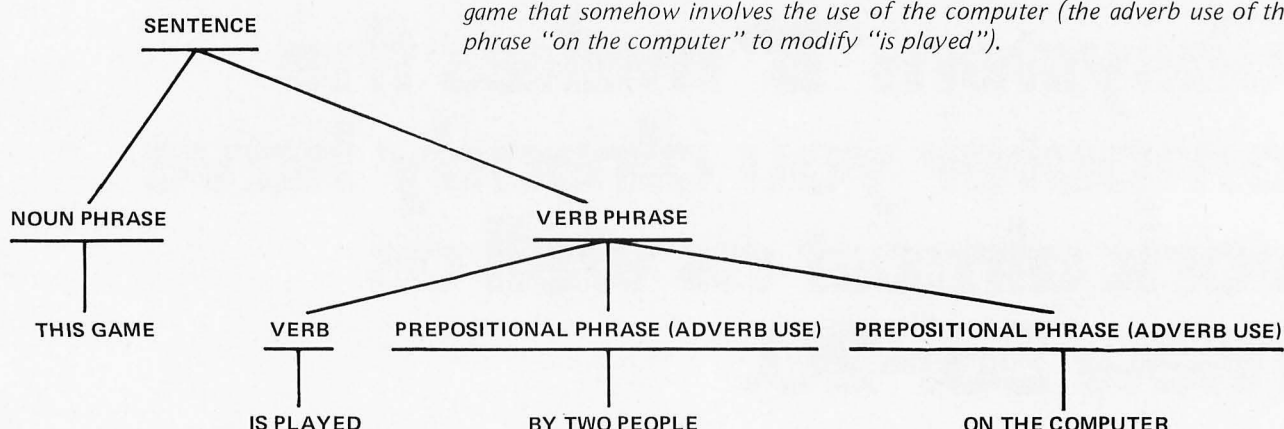 game that somehow involves the use of the computer (the adverb use of th
phrase "on the computer" to modify "is played").
SENTENCE
NOUN PHRASE VERB PHRASE
THIS GAME VERB PREPOSITIONAL PHRASE (ADVERB USE) PREPOSITIONAL PHRASE (ADVERB USE)
IS PLAYED BY TWO PEOPLE ON THE COMPUTER